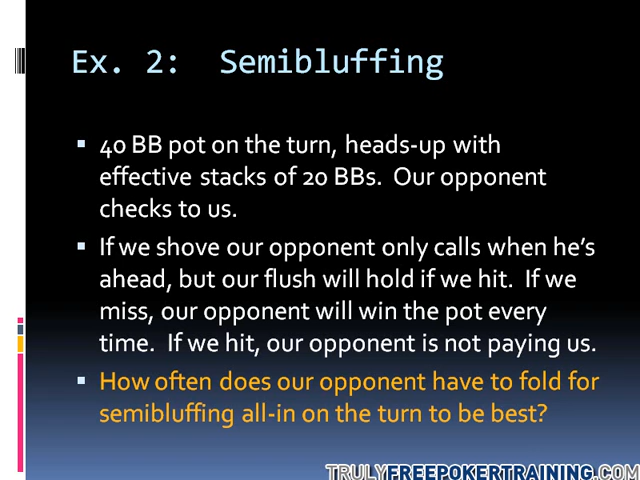 Ex. 2: Semibluffing
40 BB pot on the turn, heads-up with
effective stacks of 20 BBs. Our opponent
checks to us.
If we shove our opponent only calls when he's
ahead, but our flush will hold if we hit. If we
miss, our opponent will win the pot every
time. If we hit, our opponent is not paying us.
How often does our opponent have to fold for
semibluffing all-in on the turn to be best?
TRULYFREEPOKERTRAINING.COM